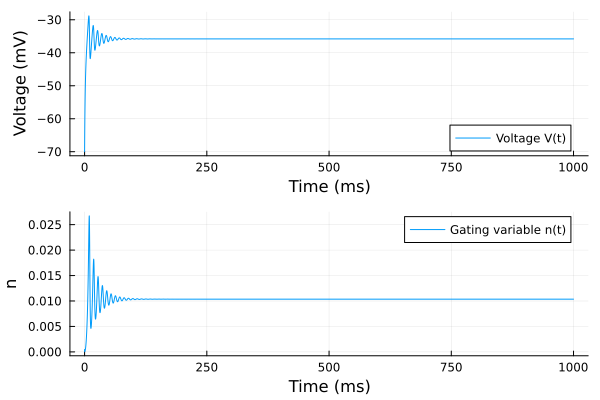 −30
−40
−50
−60
−70
Voltage (mV)
Voltage V(t)
0 250 500 750 1000
Time (ms)
0.025
0.020
0.015
0.010
0.005
0.000
n
Gating variable n(t)
0 250 500 750 1000
Time (ms)